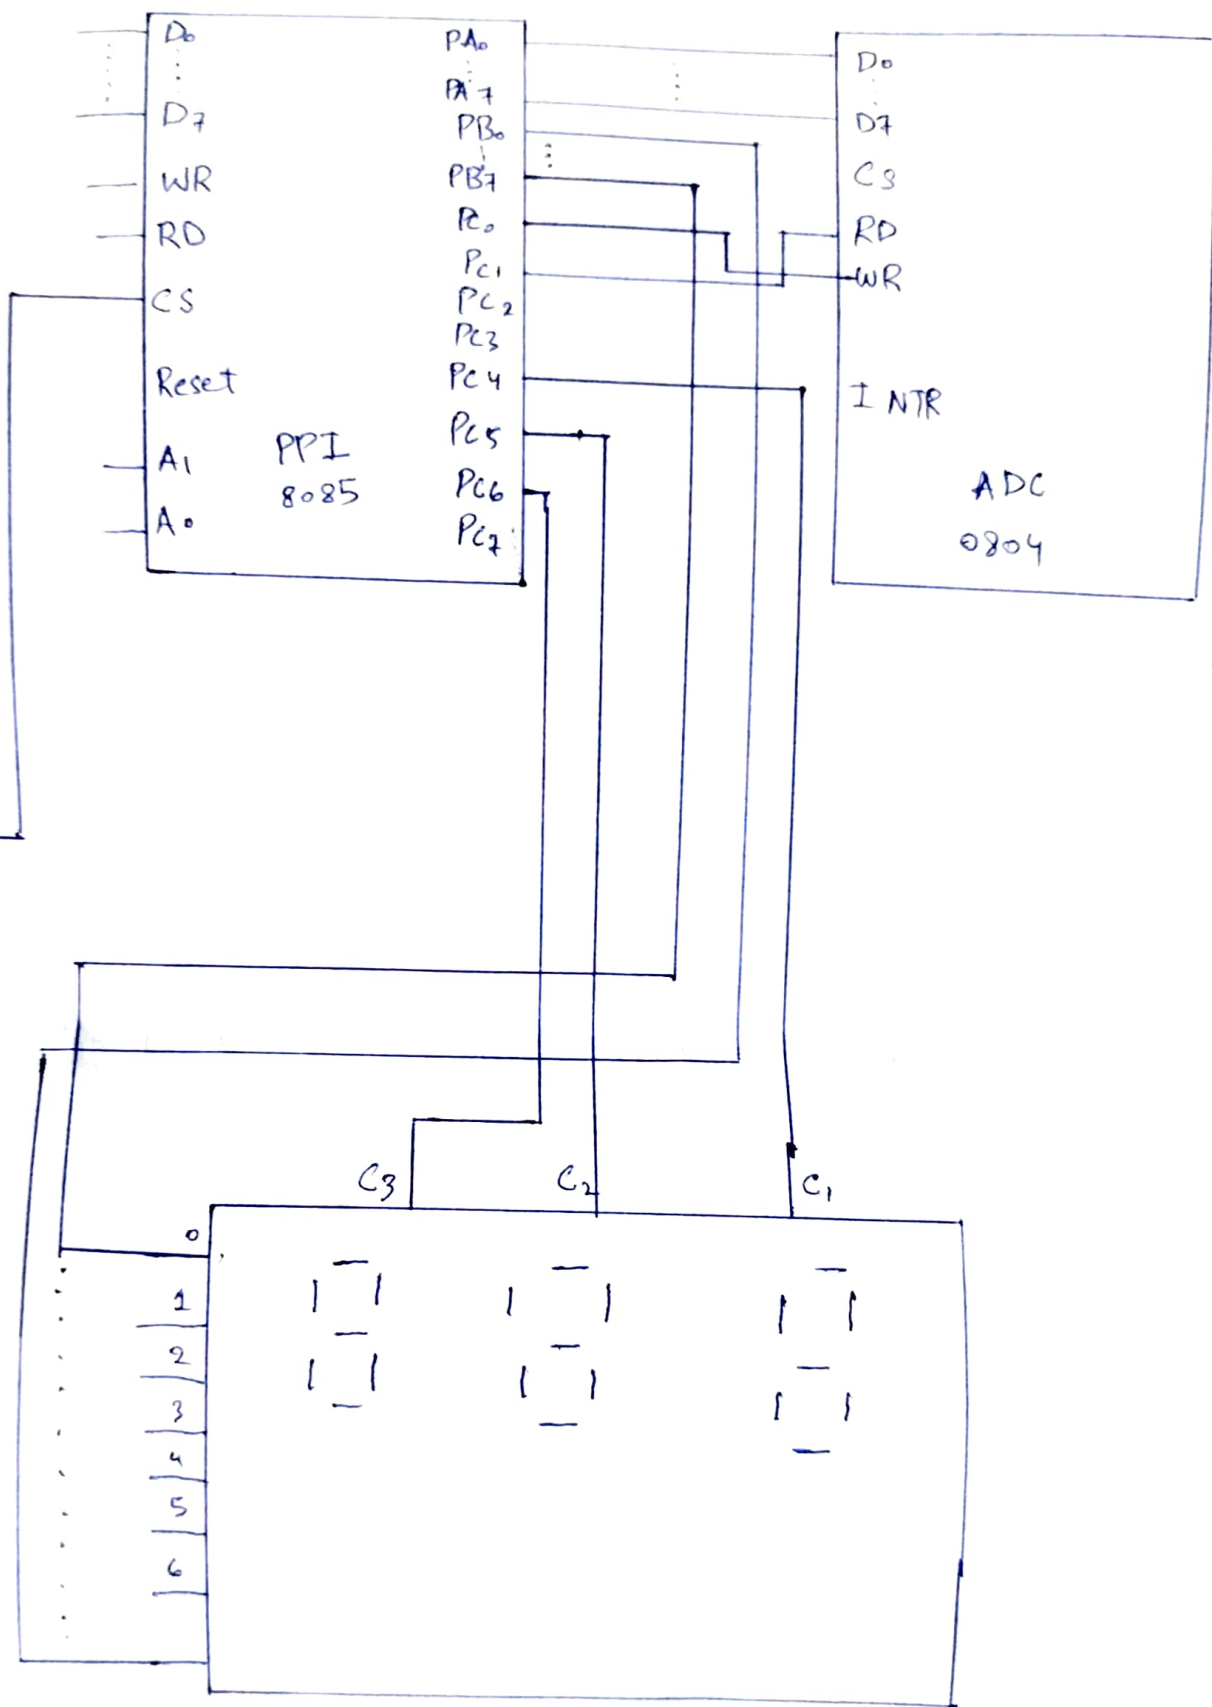 D0
D7
WR
RD
CS
Reset
A1
A0
PPI
8085
PA0
PA7
PB0
PB7
PC0
PC1
PC2
PC3
PC4
PC5
PC6
PC7
D0
D7
CS
RD
WR
INTR
ADC
0804
C3
C2
C1
0
1
2
3
4
5
6